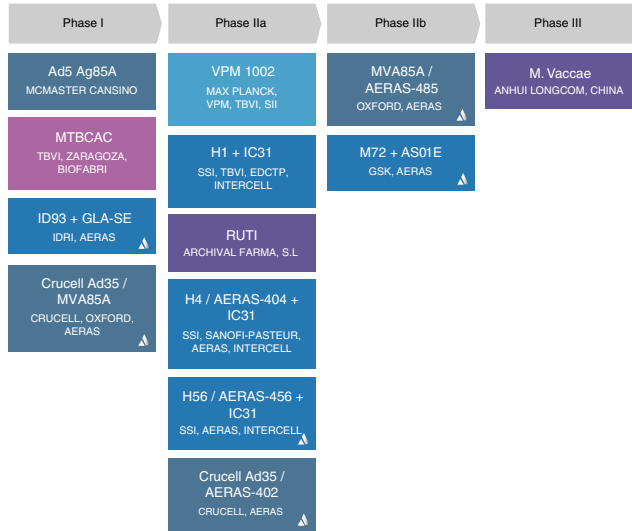 Phase I
Phase IIa
Phase IIb
Phase III
Ad5 Ag85A
MCMASTER CANSINO
MTBCAC
TBVI, ZARAGOZA,
BIOFABRI
ID93 + GLA-SE
IDRI, AERAS
Crucell Ad35 /
MVA85A
CRUCELL, OXFORD,
AERAS
VPM 1002
MAX PLANCK,
VPM, TBVI, SII
H1 + IC31
SSI, TBVI, EDCTP,
INTERCELL
RUTI
ARCHIVAL FARMA, S.L
H4 / AERAS-404 +
IC31
SSI, SANOFI-PASTEUR,
AERAS, INTERCELL
H56 / AERAS-456 +
IC31
SSI, AERAS, INTERCELL
Crucell Ad35 /
AERAS-402
CRUCELL, AERAS
MVA85A /
AERAS-485
OXFORD, AERAS
M72 + AS01E
GSK, AERAS
M. Vaccae
ANHUI LONGCOM, CHINA